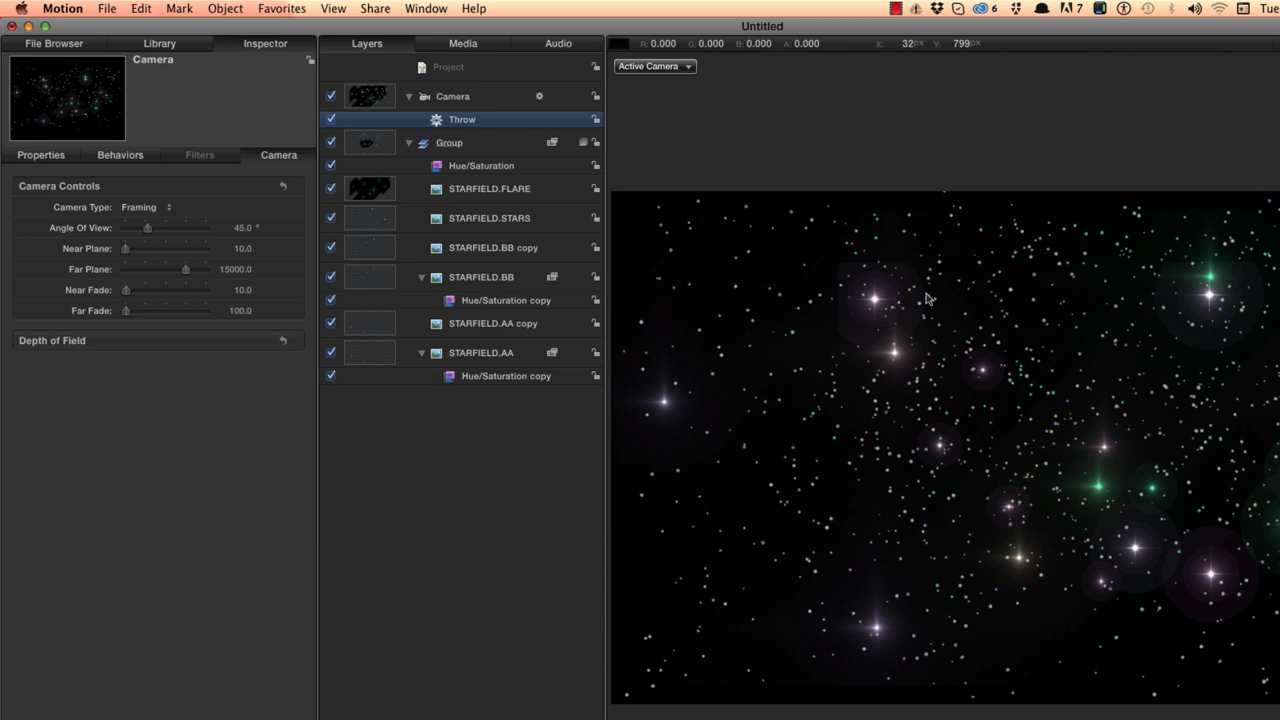 Motion File Edit Mark Object Favorites View Share Window Help 6 7 Tue
Untitled
File Browser Library Inspector Layers Media Audio R: 0.000 G: 0.000 B: 0.000 A: 0.000 X: 32px Y: 799px
Camera
Project
Active Camera
Camera
Throw
Group
Properties Behaviors Filters Camera
Hue/Saturation
Camera Controls
STARFIELD.FLARE
Camera Type: Framing
STARFIELD.STARS
Angle Of View: 45.0 °
Near Plane: 10.0
STARFIELD.BB copy
Far Plane: 15000.0
STARFIELD.BB
Near Fade: 10.0
Hue/Saturation copy
Far Fade: 100.0
STARFIELD.AA copy
Depth of Field
STARFIELD.AA
Hue/Saturation copy